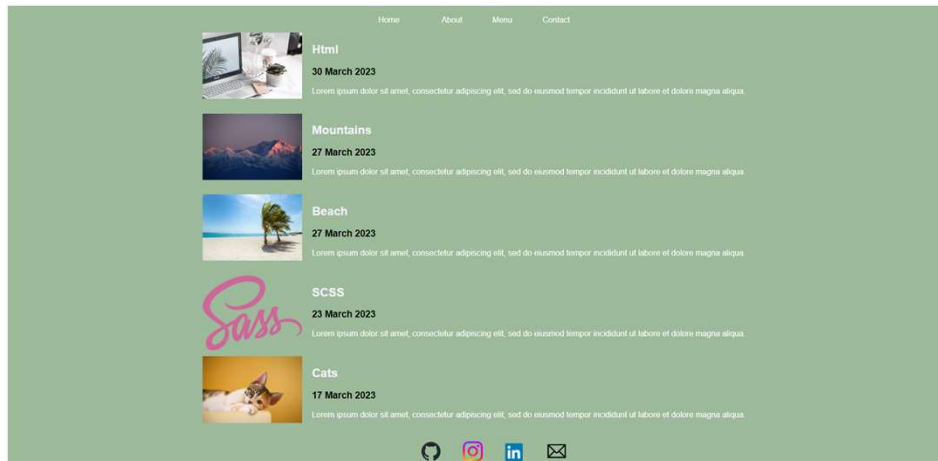 Home About Menu Contact
Html
30 March 2023
Lorem ipsum dolor sit amet, consectetur adipiscing elit, sed do eiusmod tempor incididunt ut labore et dolore magna aliqua.
Mountains
27 March 2023
Lorem ipsum dolor sit amet, consectetur adipiscing elit, sed do eiusmod tempor incididunt ut labore et dolore magna aliqua.
Beach
27 March 2023
Lorem ipsum dolor sit amet, consectetur adipiscing elit, sed do eiusmod tempor incididunt ut labore et dolore magna aliqua.
Sass
SCSS
23 March 2023
Lorem ipsum dolor sit amet, consectetur adipiscing elit, sed do eiusmod tempor incididunt ut labore et dolore magna aliqua.
Cats
17 March 2023
Lorem ipsum dolor sit amet, consectetur adipiscing elit, sed do eiusmod tempor incididunt ut labore et dolore magna aliqua.
in